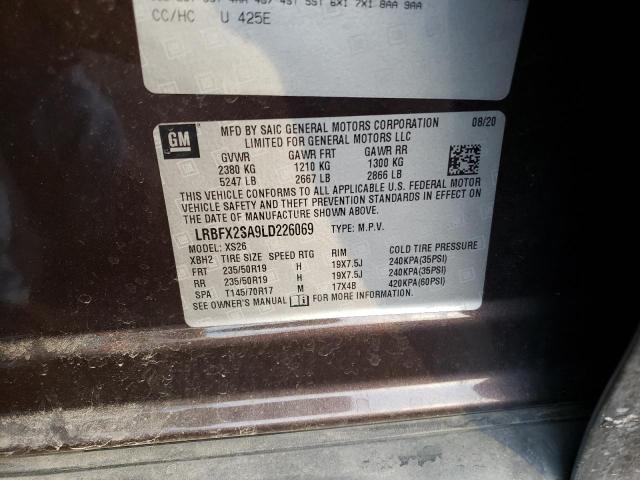 CC/HC U 425E
GM
MFD BY SAIC GENERAL MOTORS CORPORATION 08/20
LIMITED FOR GENERAL MOTORS LLC
GVWR GAWR FRT GAWR RR
2380 KG 1210 KG 1300 KG
5247 LB 2667 LB 2866 LB
THIS VEHICLE CONFORMS TO ALL APPLICABLE U.S. FEDERAL MOTOR
VEHICLE SAFETY AND THEFT PREVENTION STANDARDS IN EFFECT ON
THE DATE OF MANUFACTURE SHOWN ABOVE.
LRBFX2SA9LD226069 TYPE: M.P.V.
MODEL: XS26
XBH2 TIRE SIZE SPEED RTG RIM COLD TIRE PRESSURE
FRT 235/50R19 H 19X7.5J 240KPA(35PSI)
RR 235/50R19 H 19X7.5J 240KPA(35PSI)
SPA T145/70R17 M 17X4B 420KPA(60PSI)
SEE OWNER'S MANUAL FOR MORE INFORMATION.